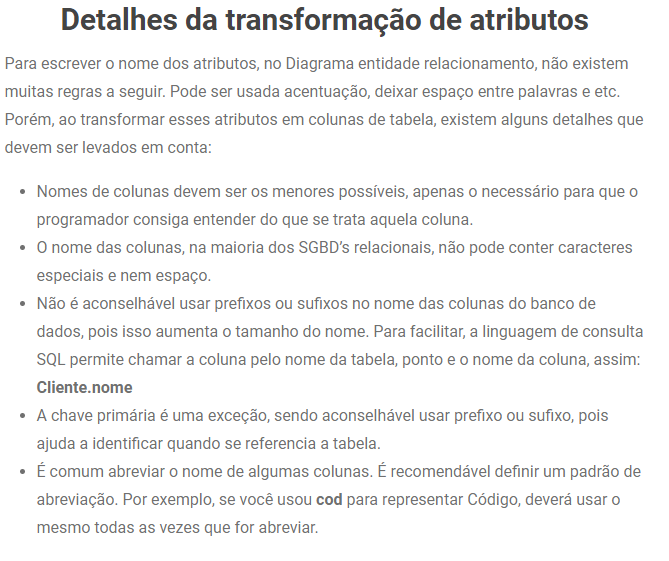 Detalhes da transformação de atributos
Para escrever o nome dos atributos, no Diagrama entidade relacionamento, não existem
muitas regras a seguir. Pode ser usada acentuação, deixar espaço entre palavras e etc.
Porém, ao transformar esses atributos em colunas de tabela, existem alguns detalhes que
devem ser levados em conta:
• Nomes de colunas devem ser os menores possíveis, apenas o necessário para que o
programador consiga entender do que se trata aquela coluna.
• O nome das colunas, na maioria dos SGBD's relacionais, não pode conter caracteres
especiais e nem espaço.
• Não é aconselhável usar prefixos ou sufixos no nome das colunas do banco de
dados, pois isso aumenta o tamanho do nome. Para facilitar, a linguagem de consulta
SQL permite chamar a coluna pelo nome da tabela, ponto e o nome da coluna, assim:
Cliente.nome
• A chave primária é uma exceção, sendo aconselhável usar prefixo ou sufixo, pois
ajuda a identificar quando se referencia a tabela.
• É comum abreviar o nome de algumas colunas. É recomendável definir um padrão de
abreviação. Por exemplo, se você usou cod para representar Código, deverá usar o
mesmo todas as vezes que for abreviar.